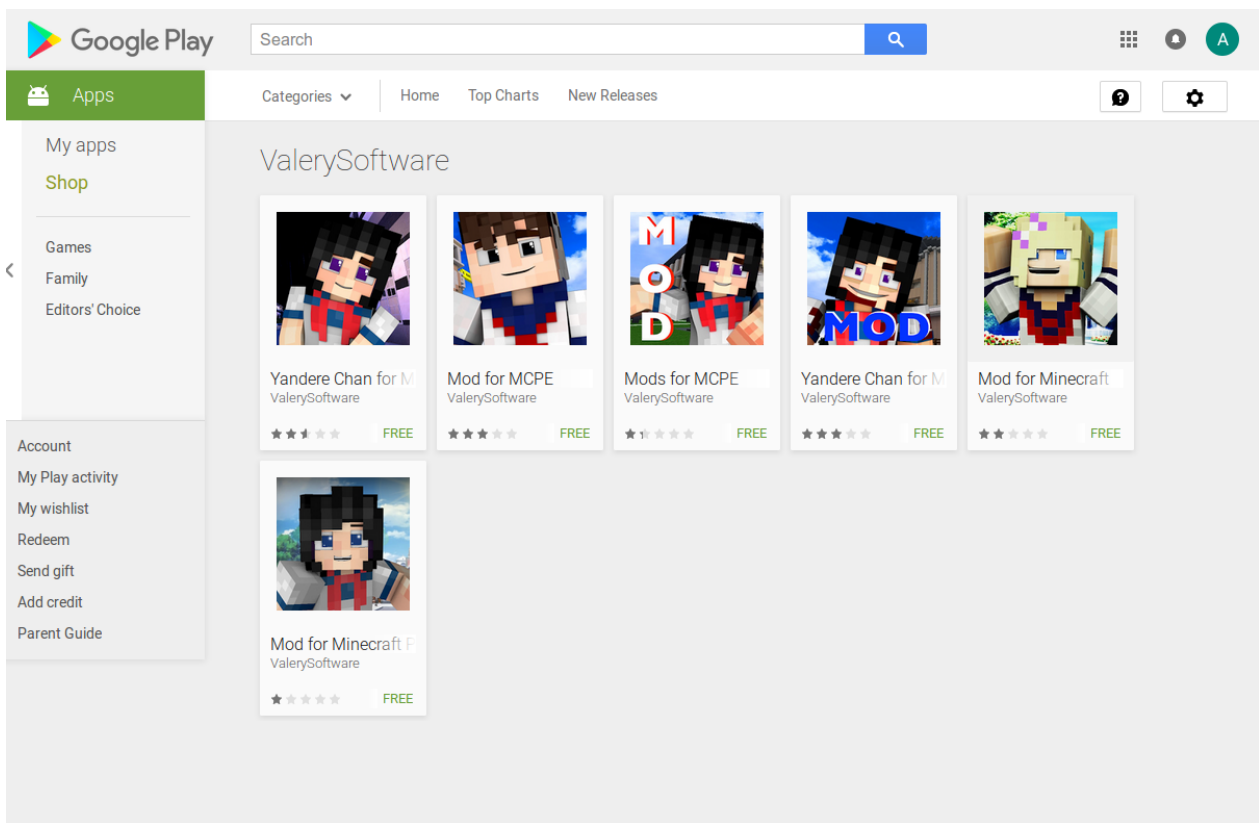 Google Play
Search
A
Apps
Categories
Home
Top Charts
New Releases
My apps
Shop
Games
Family
Editors' Choice
Account
My Play activity
My wishlist
Redeem
Send gift
Add credit
Parent Guide
ValerySoftware
Yandere Chan for M
ValerySoftware
FREE
Mod for MCPE
ValerySoftware
FREE
MOD
Mods for MCPE
ValerySoftware
FREE
MOD
Yandere Chan for M
ValerySoftware
FREE
Mod for Minecraft
ValerySoftware
FREE
Mod for Minecraft P
ValerySoftware
FREE